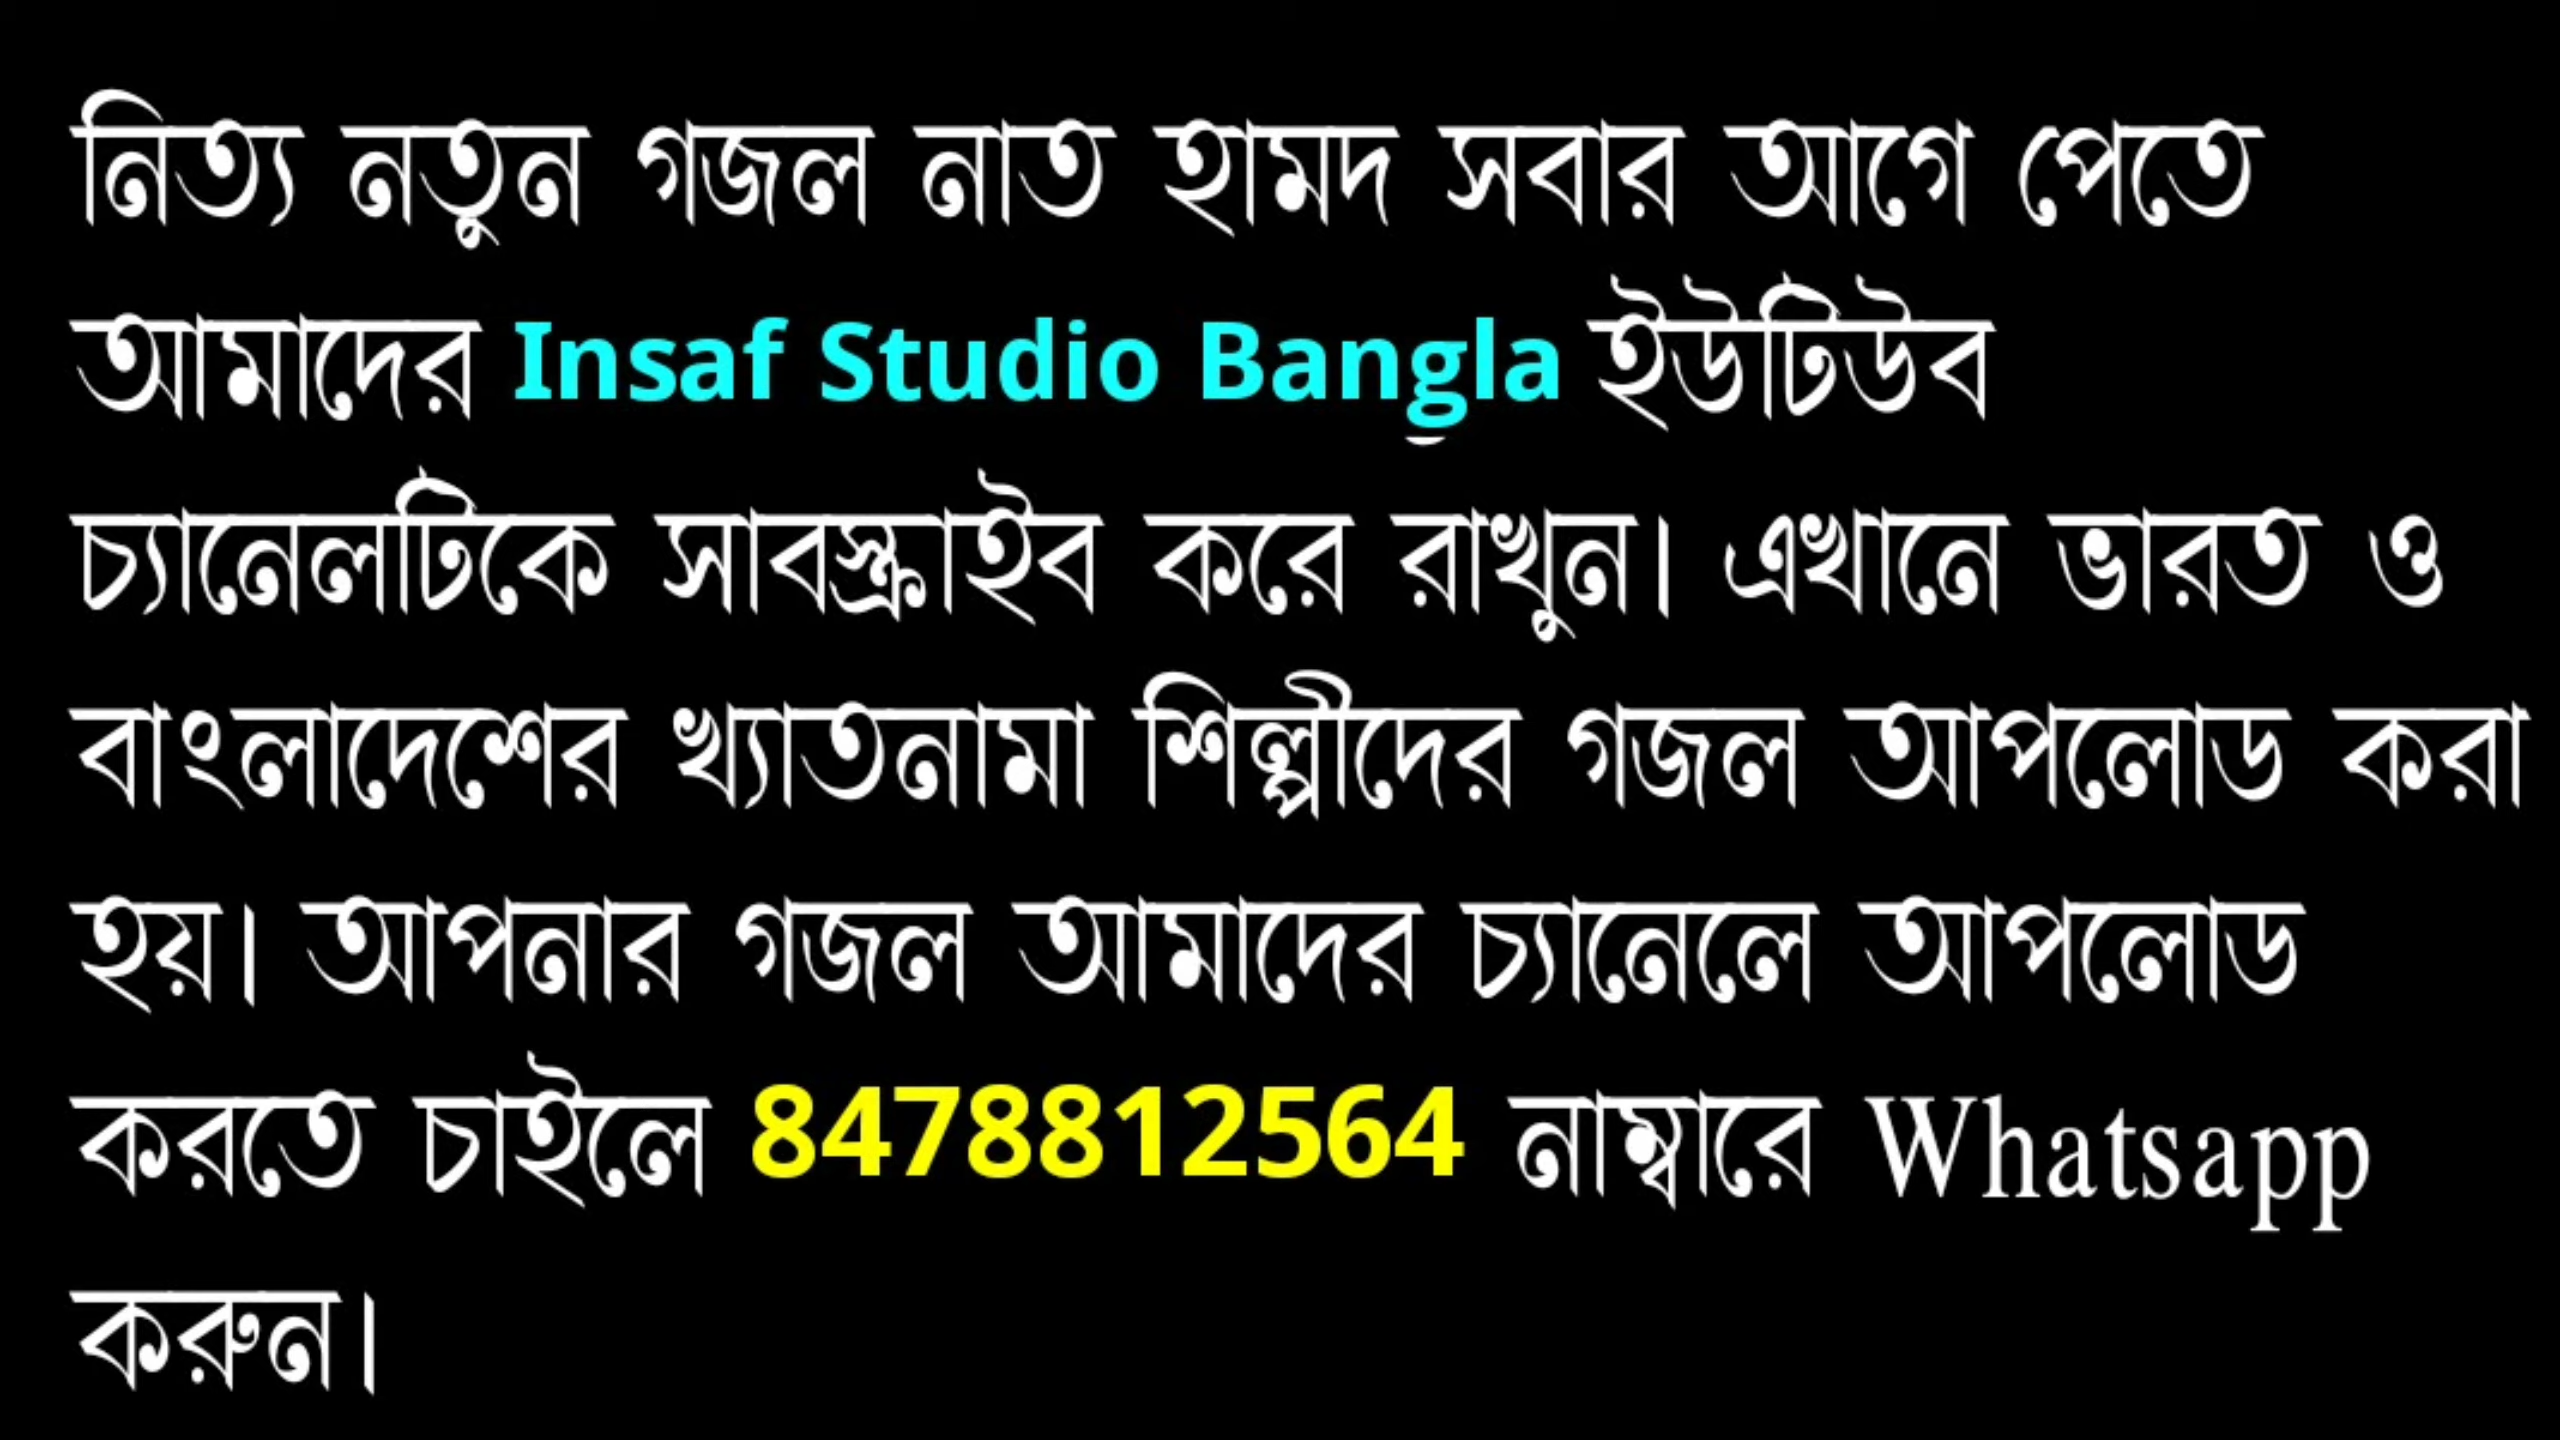 নিত্য নতুন গজল নাত হামদ সবার আগে পেতে
আমাদের Insaf Studio Bangla ইউটিউব
চ্যানেলটিকে সাবস্ক্রাইব করে রাখুন। এখানে ভারত ও
বাংলাদেশের খ্যাতনামা শিল্পীদের গজল আপলোড করা
হয়। আপনার গজল আমাদের চ্যানেলে আপলোড
করতে চাইলে 8478812564 নাম্বারে Whatsapp
করুন।